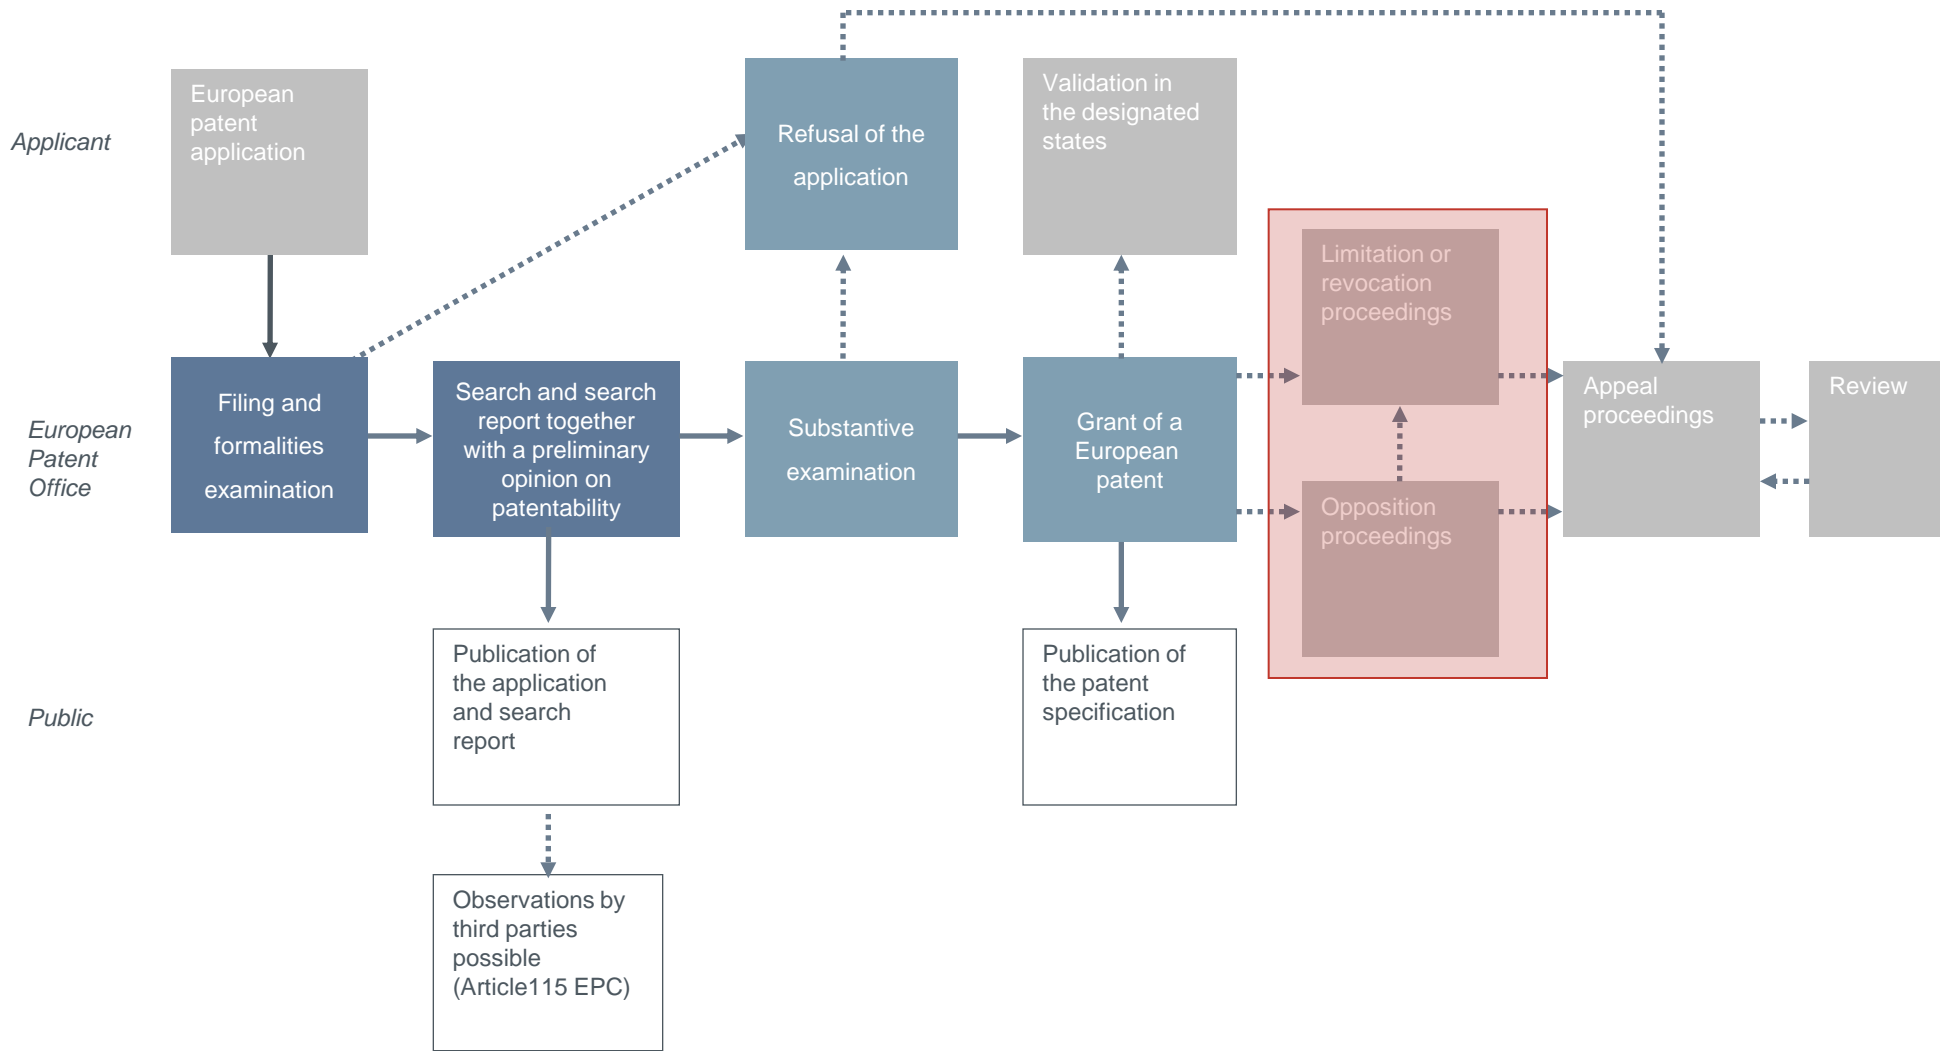 Applicant
European
patent
application
Refusal of the
application
Validation in
the designated
states
Limitation or
revocation
proceedings
European
Patent
Office
Filing and
formalities
examination
Search and search
report together
with a preliminary
opinion on
patentability
Substantive
examination
Grant of a
European
patent
Opposition
proceedings
Appeal
proceedings
Review
Public
Publication of
the application
and search
report
Publication of
the patent
specification
Observations by
third parties
possible
(Article115 EPC)